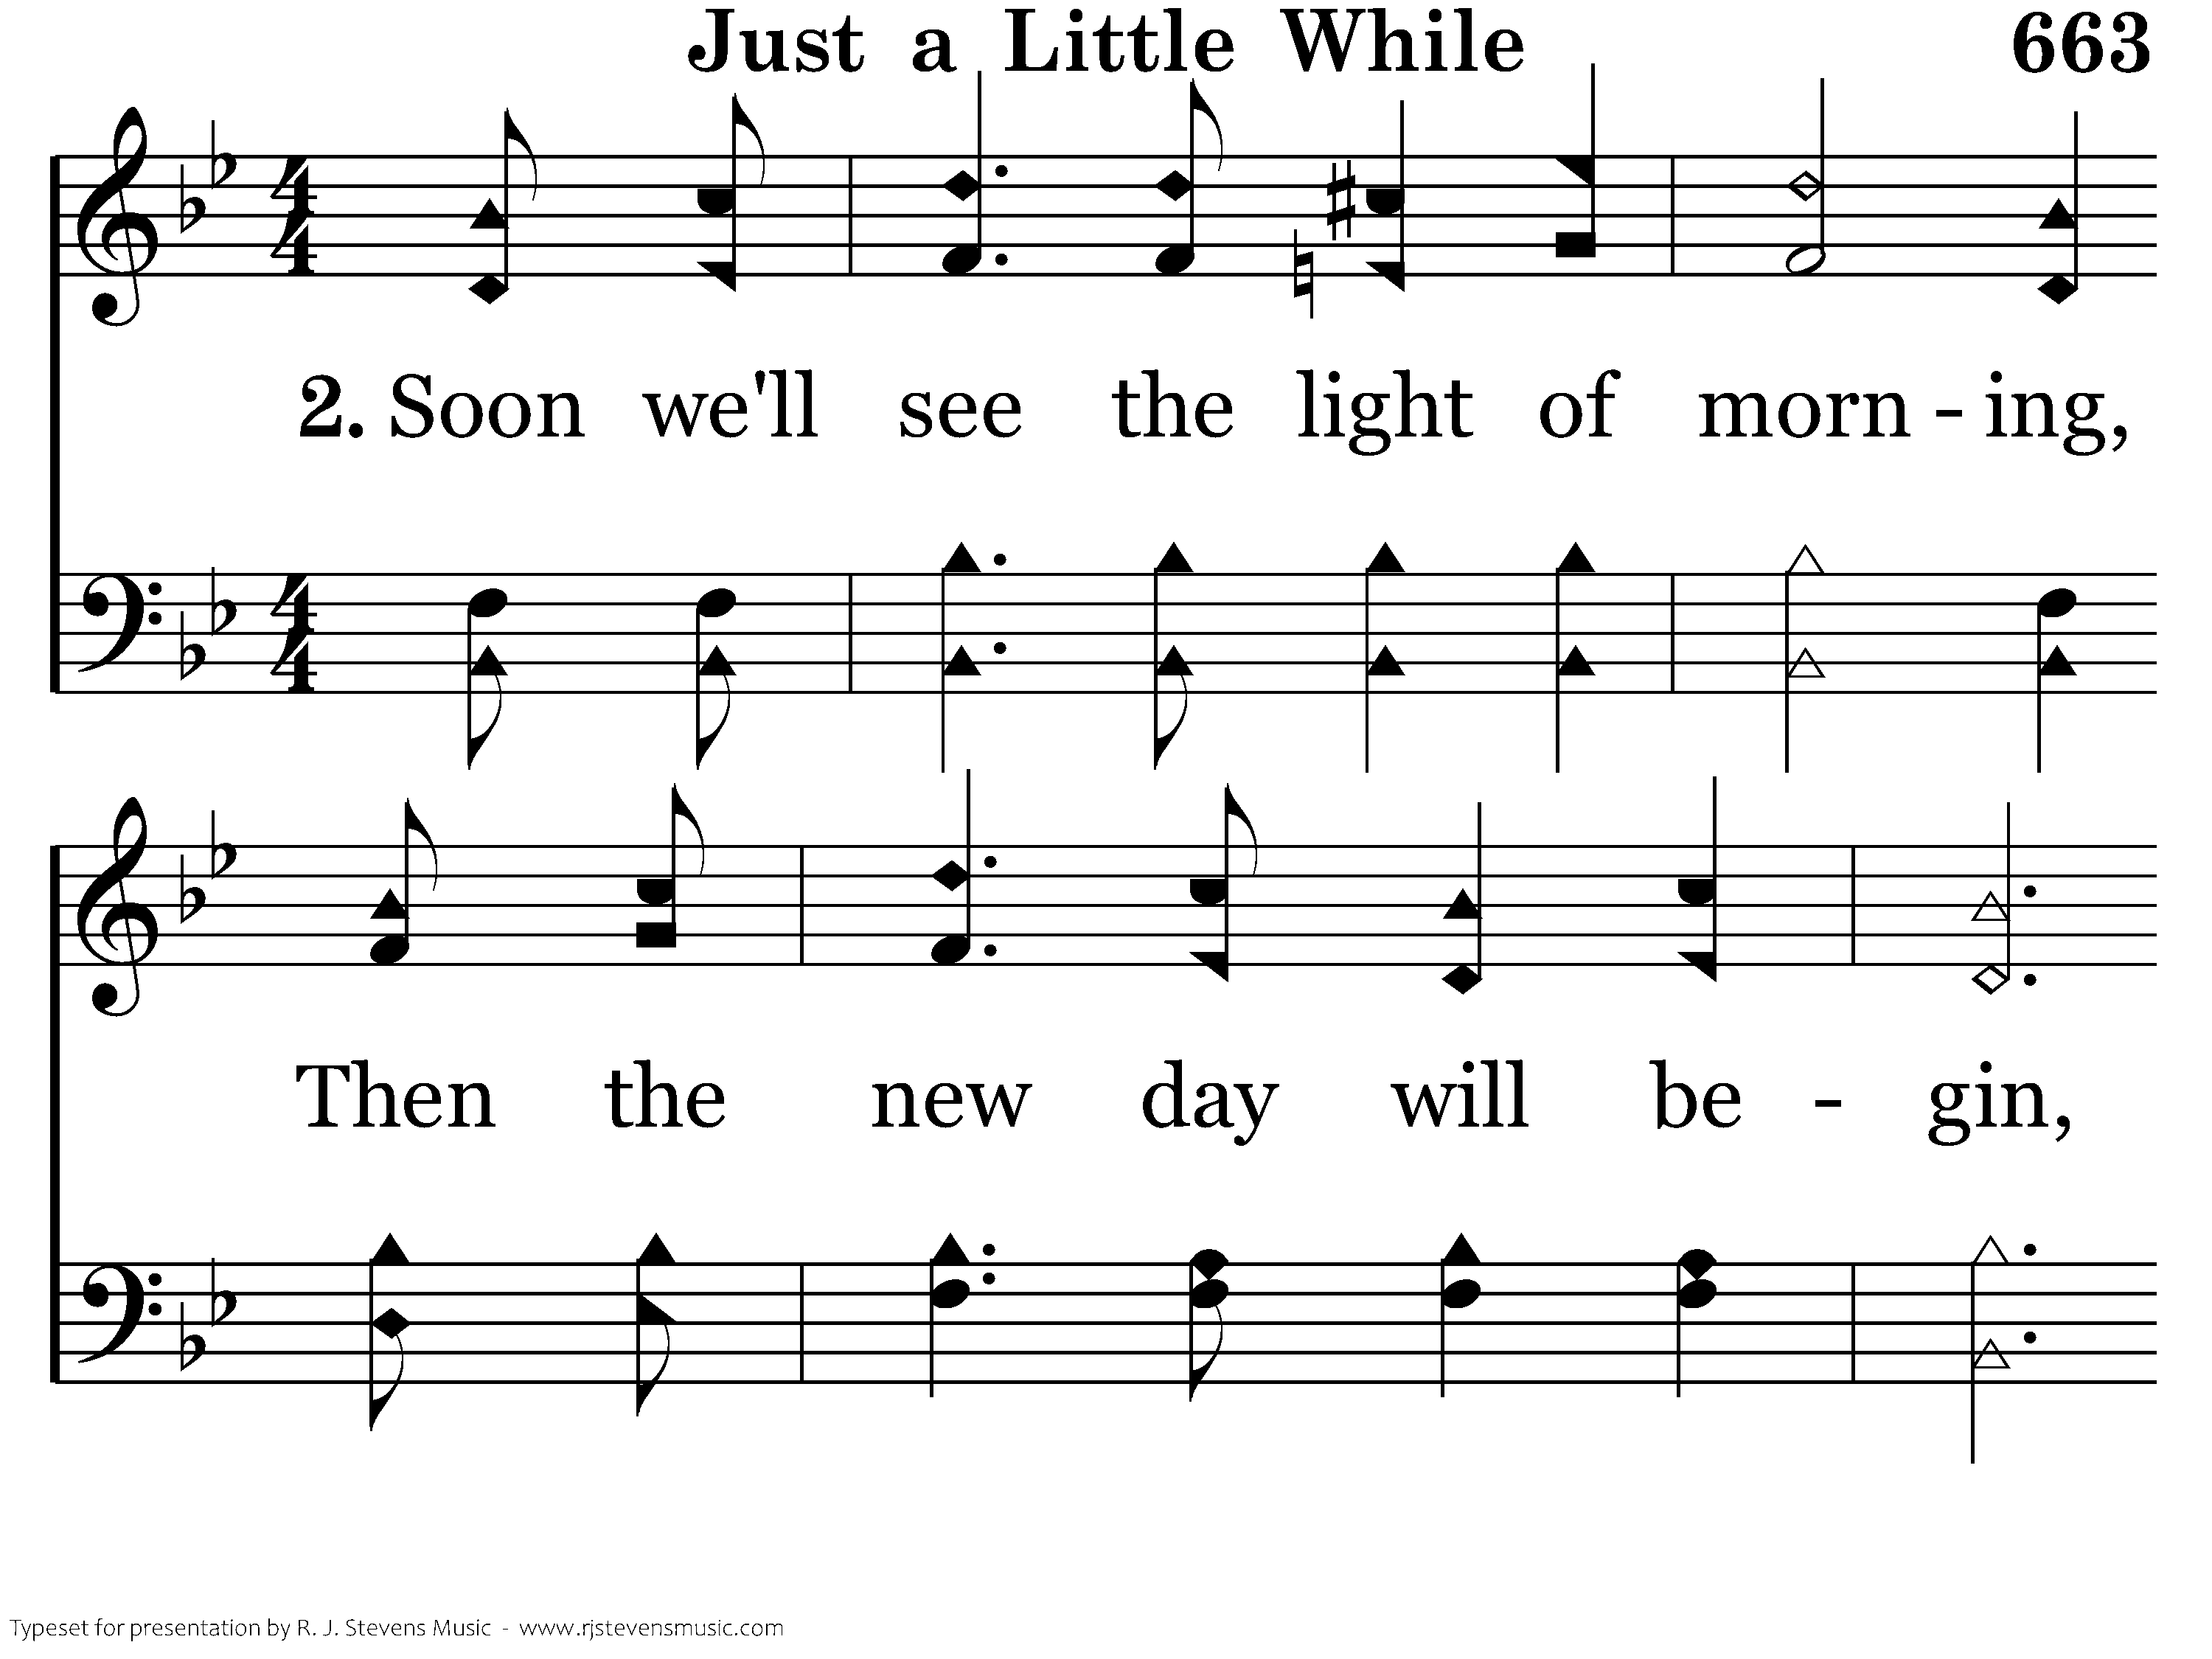 Just a Little While 663
2. Soon we'll see the light of morn - ing,
Then the new day will be - gin,
Typeset for presentation by R. J. Stevens Music - www.rjstevensmusic.com